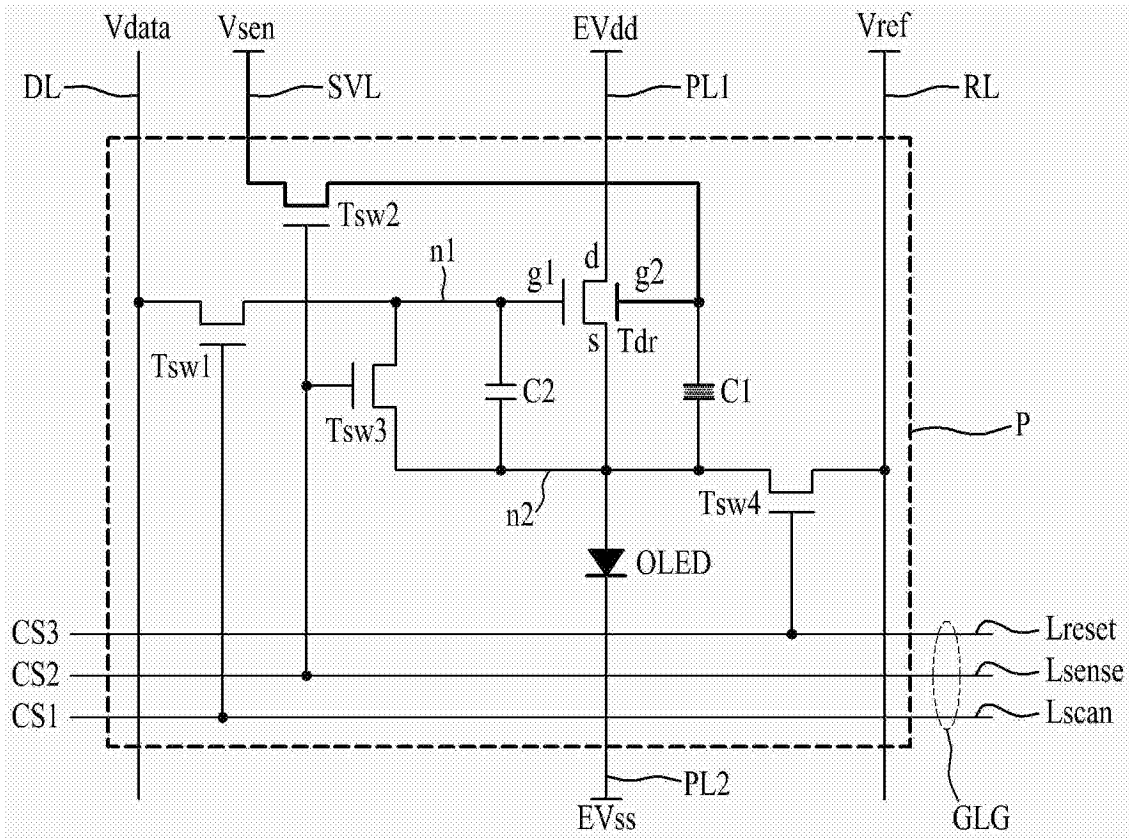 Vdata Vsen EVdd Vref
DL SVL PL1 RL
Tsw2
n1 g1 d g2
Tsw1 s Tdr
Tsw3 C2 C1 P
n2 Tsw4
OLED
CS3 Lreset
CS2 Lsense
CS1 Lscan
PL2
EVss GLG